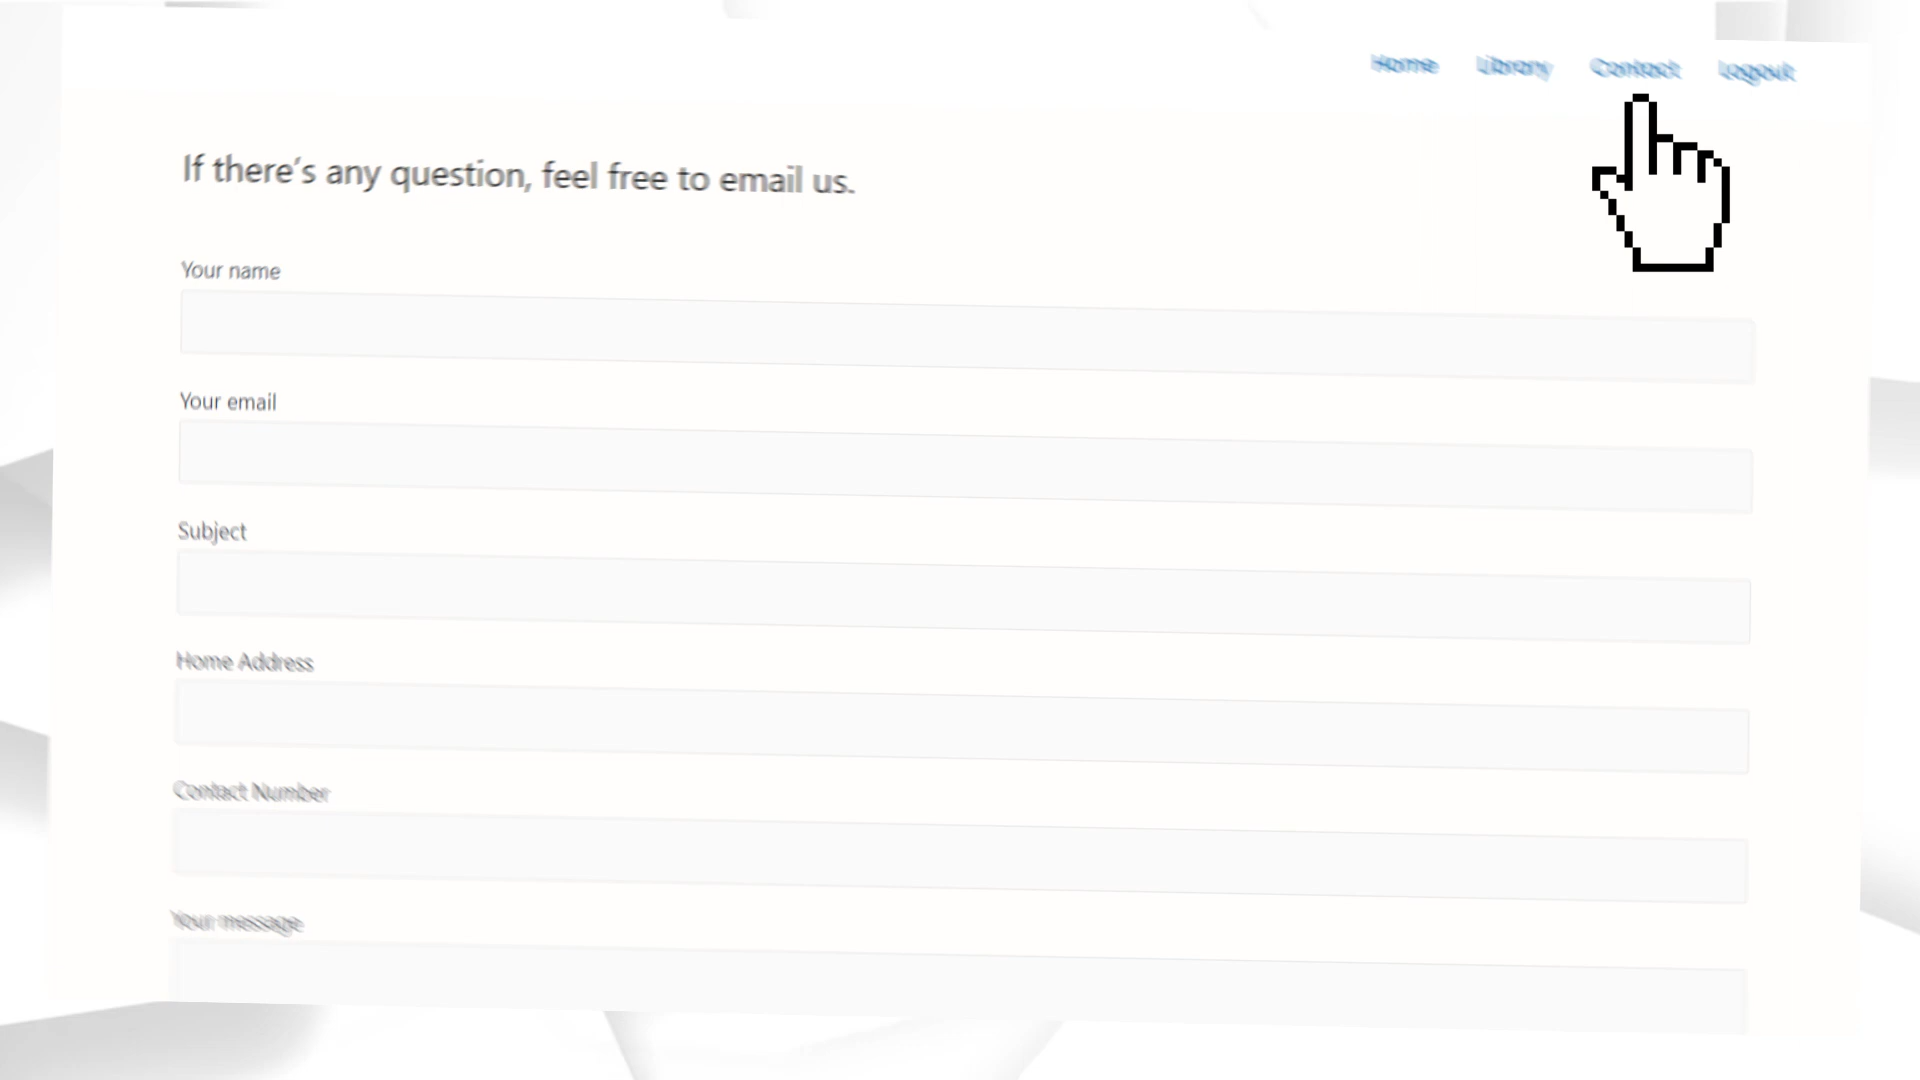 Home Library Contact Logout
If there's any question, feel free to email us.
Your name
Your email
Subject
Home Address
Contact Number
Your message